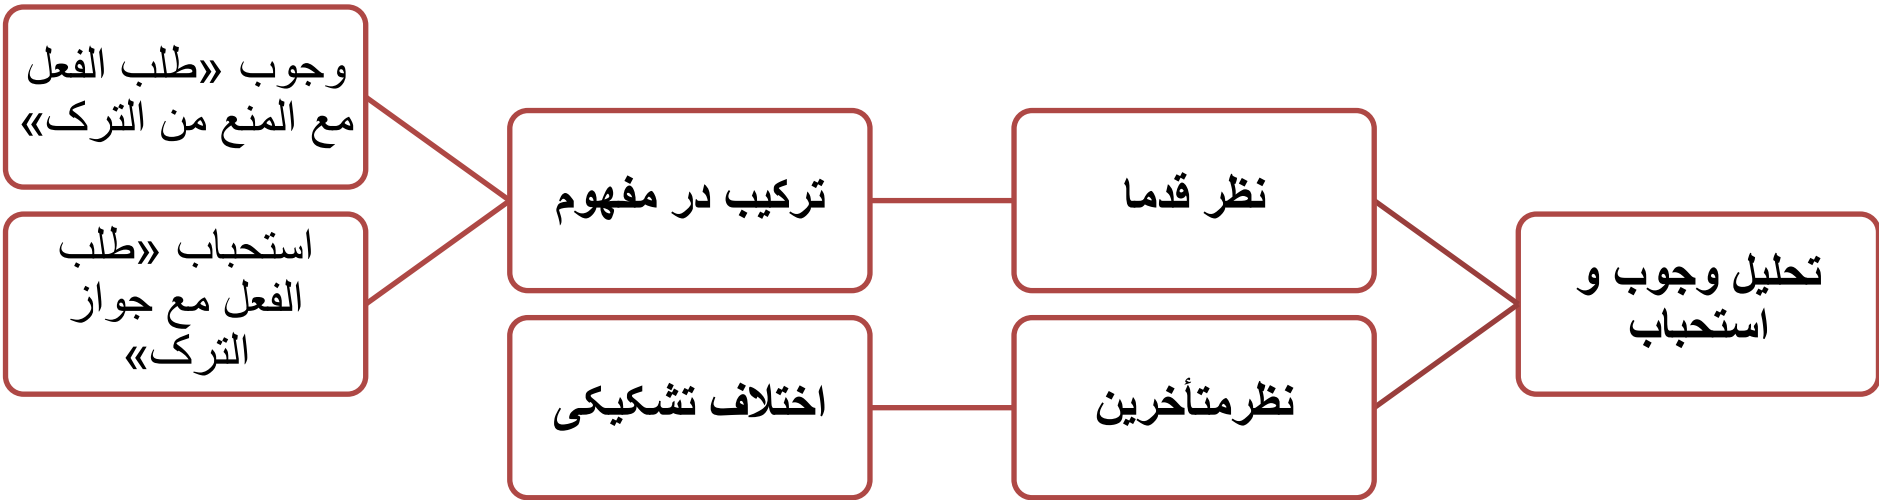 تحلیل وجوب و
استحباب
نظر قدما
ترکیب در مفهوم
وجوب «طلب الفعل
مع المنع من الترک»
استحباب «طلب
الفعل مع جواز
الترک»
نظرمتأخرین
اختلاف تشکیکی